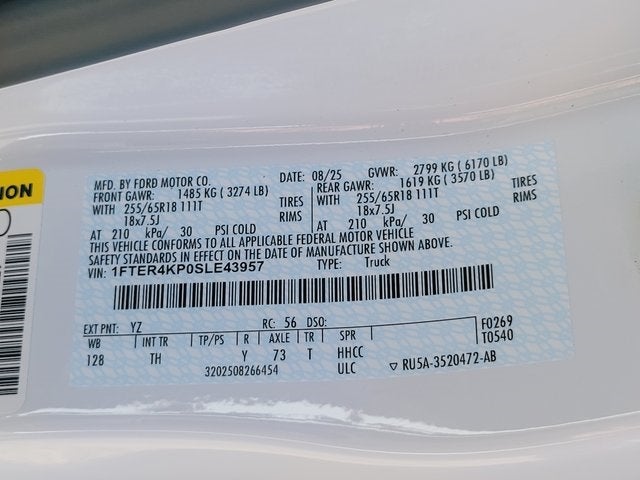 NON
MFD. BY FORD MOTOR CO. DATE: 08/25 GVWR: 2799 KG ( 6170 LB)
FRONT GAWR: 1485 KG ( 3274 LB) REAR GAWR: 1619 KG ( 3570 LB)
WITH 255/65R18 111T TIRES WITH 255/65R18 111T TIRES
18x7.5J RIMS 18x7.5J RIMS
AT 210 kPa/ 30 PSI COLD AT 210 kPa/ 30 PSI COLD
THIS VEHICLE CONFORMS TO ALL APPLICABLE FEDERAL MOTOR VEHICLE
SAFETY STANDARDS IN EFFECT ON THE DATE OF MANUFACTURE SHOWN ABOVE.
VIN: 1FTER4KP0SLE43957 TYPE: Truck
EXT PNT: YZ RC: 56 DSO: F0269
WB INT TR TP/PS R AXLE TR SPR T0540
128 TH Y 73 T HHCC
3202508266454 ULC RU5A-3520472-AB